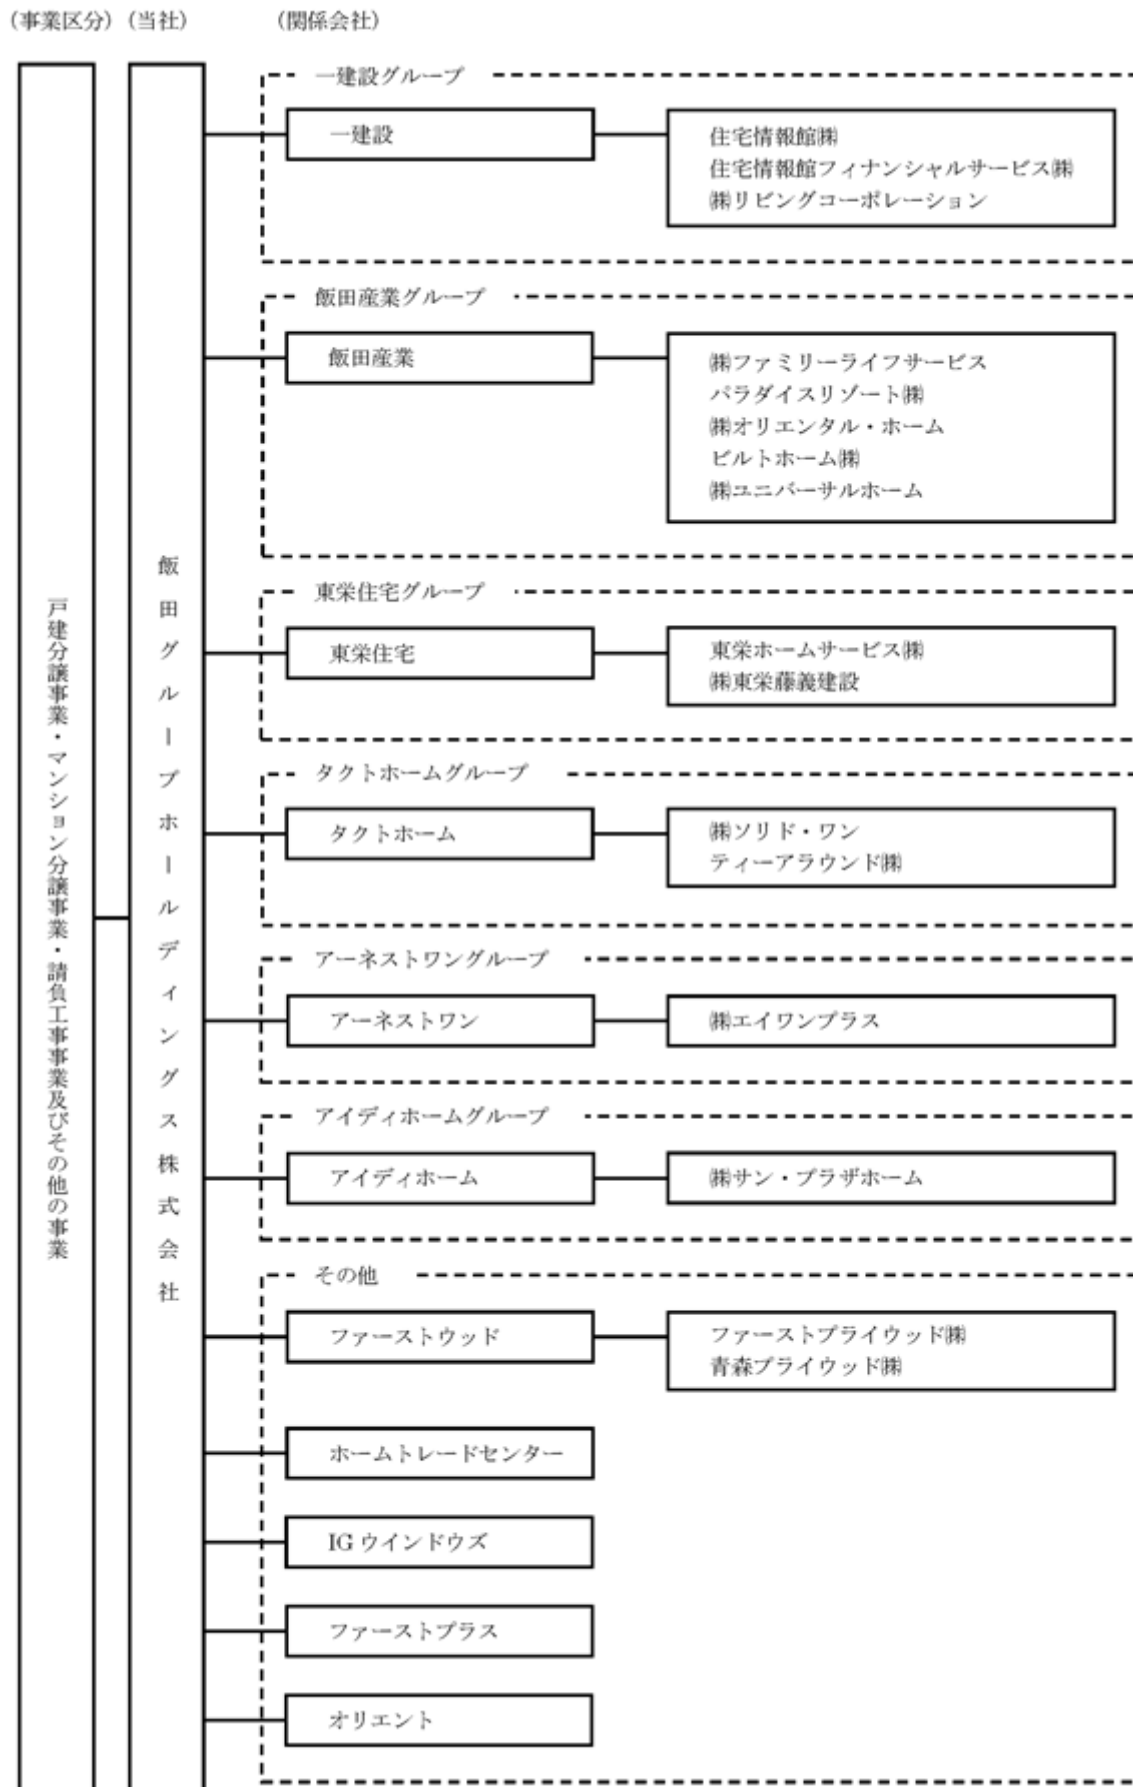 (事業区分) (当社) (関係会社)
戸建分譲事業・マンション分譲事業・請負工事事業及びその他の事業
飯田グループホールディングス株式会社
一建設グループ
一建設
住宅情報館㈱
住宅情報館フィナンシャルサービス㈱
㈱リビングコーポレーション
飯田産業グループ
飯田産業
㈱ファミリーライフサービス
パラダイスリゾート㈱
㈱オリエンタル・ホーム
ビルトホーム㈱
㈱ユニバーサルホーム
東栄住宅グループ
東栄住宅
東栄ホームサービス㈱
㈱東栄藤義建設
タクトホームグループ
タクトホーム
㈱ソリド・ワン
ティーアラウンド㈱
アーネストワングループ
アーネストワン
㈱エイワンプラス
アイディホームグループ
アイディホーム
㈱サン・プラザホーム
その他
ファーストウッド
ファーストプライウッド㈱
青森プライウッド㈱
ホームトレードセンター
IG ウインドウズ
ファーストプラス
オリエント